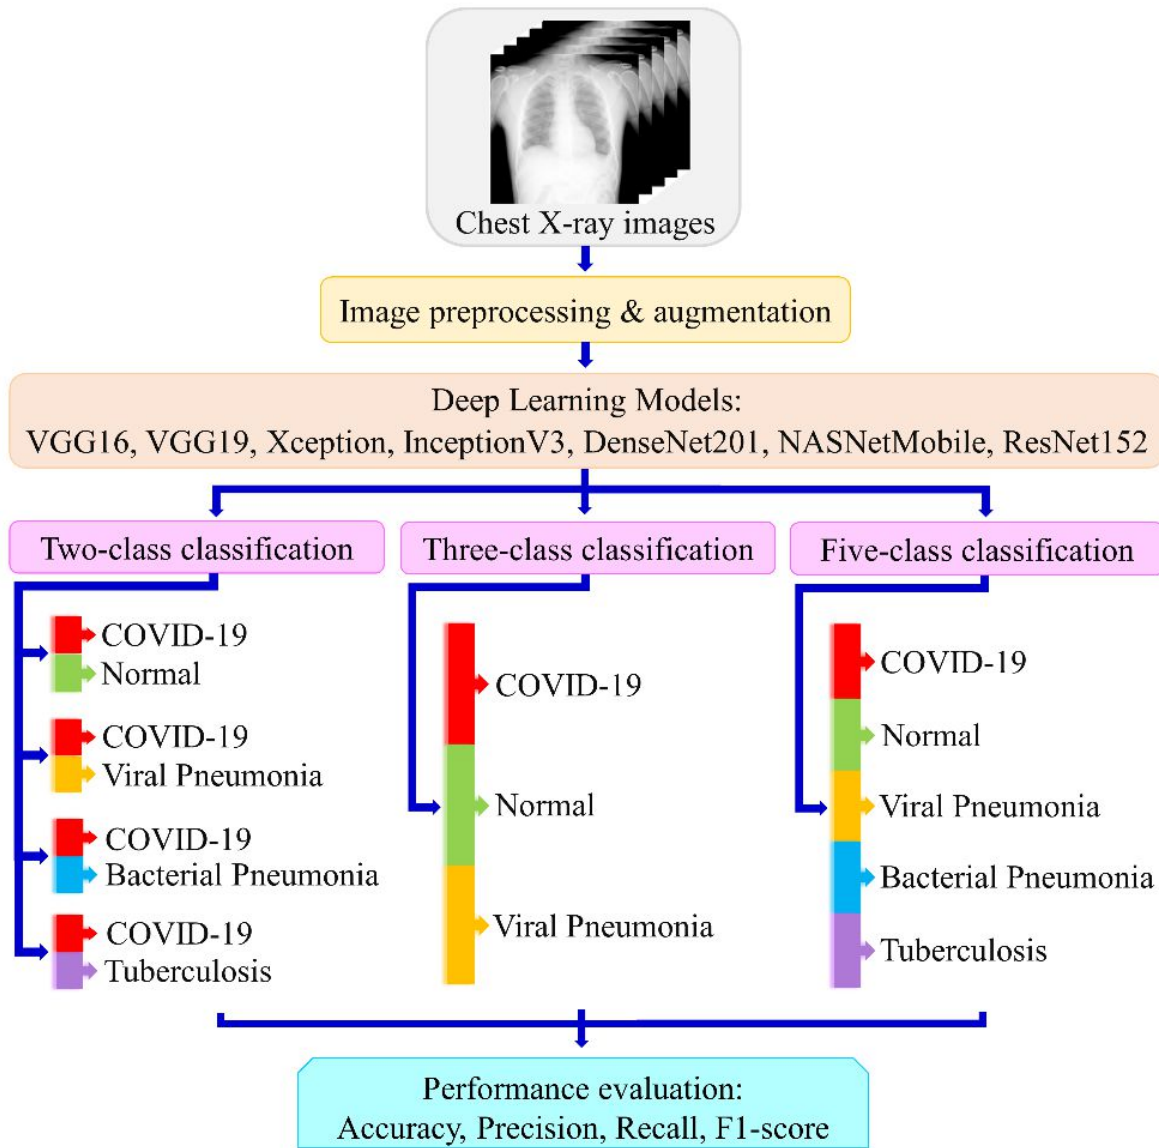 Chest X-ray images
Image preprocessing & augmentation
Deep Learning Models:
VGG16, VGG19, Xception, InceptionV3, DenseNet201, NASNetMobile, ResNet152
Two-class classification
COVID-19
Normal
COVID-19
Viral Pneumonia
COVID-19
Bacterial Pneumonia
COVID-19
Tuberculosis
Three-class classification
COVID-19
Normal
Viral Pneumonia
Five-class classification
COVID-19
Normal
Viral Pneumonia
Bacterial Pneumonia
Tuberculosis
Performance evaluation:
Accuracy, Precision, Recall, F1-score